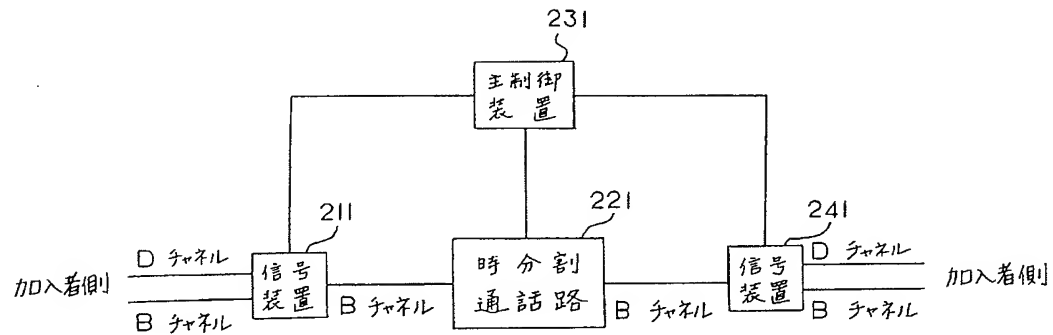 231
主制御
装置
211
221
241
D チャネル
信号
装置
時分割
通話路
信号
装置
D チャネル
加入者側
B チャネル
B チャネル
B チャネル
B チャネル
加入者側